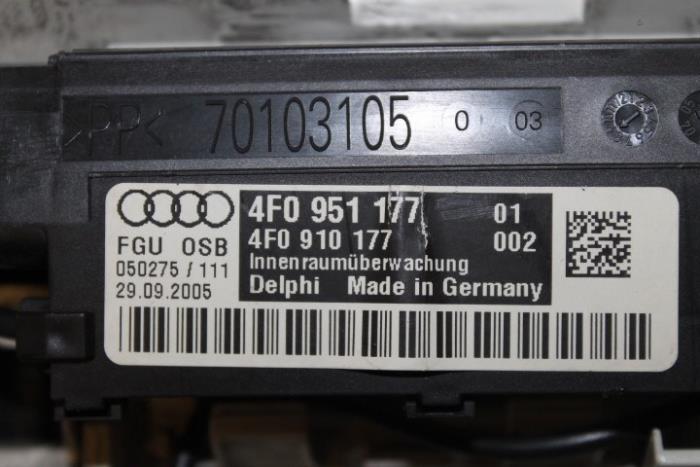 >PP< 70103105 0 03
4F0 951 177 01
4F0 910 177 002
FGU OSB
Innenraumüberwachung
050275 / 111
Delphi Made in Germany
29.09.2005